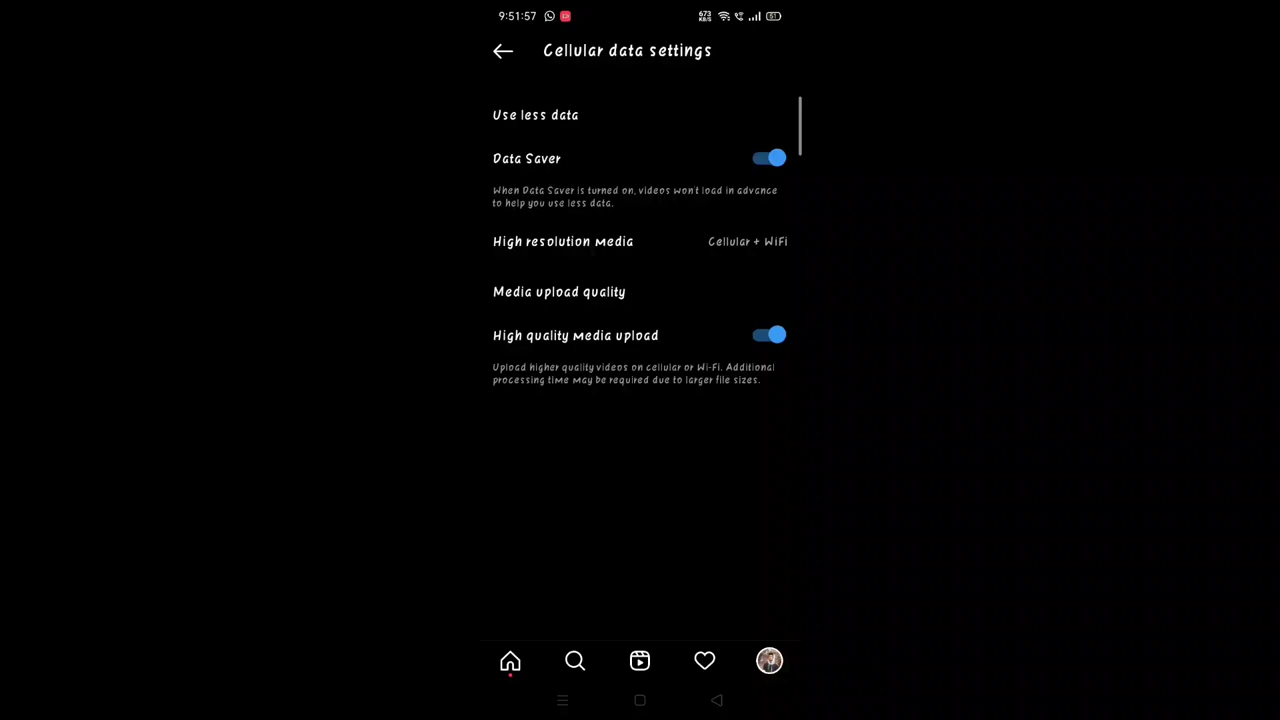 9:51:57 673 KB/S 51
Cellular data settings
Use less data
Data Saver
When Data Saver is turned on, videos won't load in advance
to help you use less data.
High resolution media Cellular + WiFi
Media upload quality
High quality media upload
Upload higher quality videos on cellular or Wi-Fi. Additional
processing time may be required due to larger file sizes.